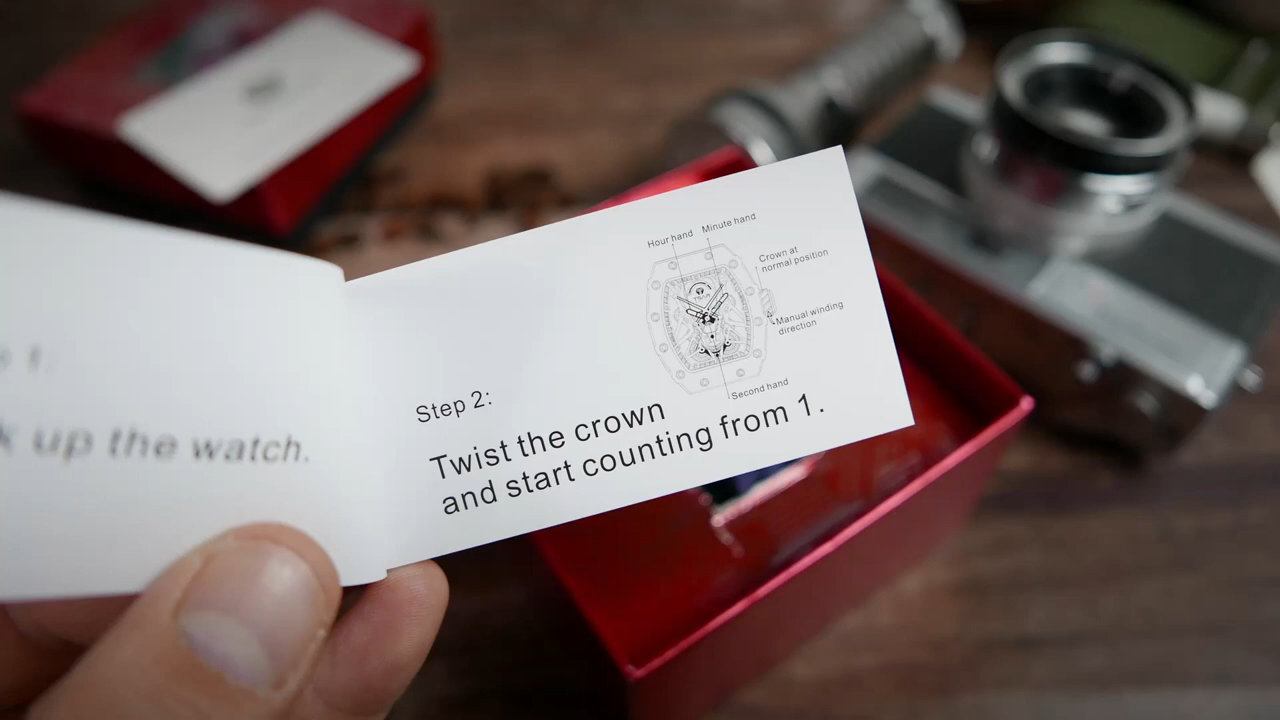 up the watch.
Step 2:
Twist the crown
and start counting from 1.
Hour hand
Minute hand
Crown at
normal position
Manual winding
direction
Second hand